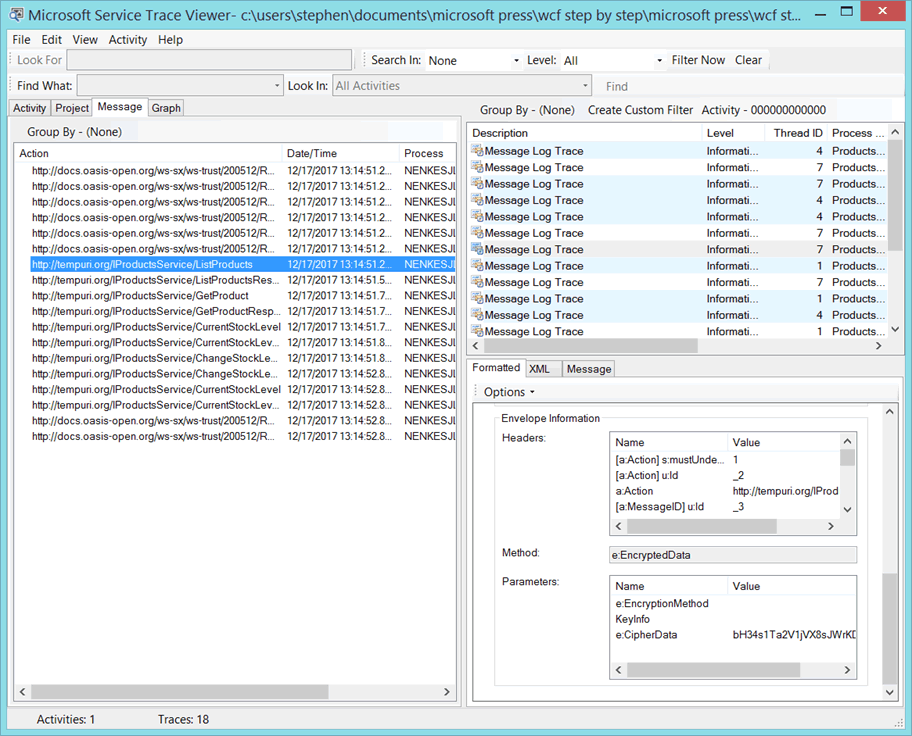 Microsoft Service Trace Viewer- c:\users\stephen\documents\microsoft press\wcf step by step\microsoft press\wcf st...
File Edit View Activity Help
Look For Search In: None Level: All Filter Now Clear
Find What: Look In: All Activities Find
Activity Project Message Graph
Group By - (None)
Action Date/Time Process
http://docs.oasis-open.org/ws-sx/ws-trust/200512/R... 12/17/2017 13:14:51.2... NENKESJL
http://docs.oasis-open.org/ws-sx/ws-trust/200512/R... 12/17/2017 13:14:51.2... NENKESJL
http://docs.oasis-open.org/ws-sx/ws-trust/200512/R... 12/17/2017 13:14:51.2... NENKESJL
http://docs.oasis-open.org/ws-sx/ws-trust/200512/R... 12/17/2017 13:14:51.2... NENKESJL
http://docs.oasis-open.org/ws-sx/ws-trust/200512/R... 12/17/2017 13:14:51.2... NENKESJL
http://docs.oasis-open.org/ws-sx/ws-trust/200512/R... 12/17/2017 13:14:51.2... NENKESJL
http://tempuri.org/IProductsService/ListProducts 12/17/2017 13:14:51.2... NENKESJL
http://tempuri.org/IProductsService/ListProductsRes... 12/17/2017 13:14:51.5... NENKESJL
http://tempuri.org/IProductsService/GetProduct 12/17/2017 13:14:51.7... NENKESJL
http://tempuri.org/IProductsService/GetProductResp... 12/17/2017 13:14:51.7... NENKESJL
http://tempuri.org/IProductsService/CurrentStockLevel 12/17/2017 13:14:51.7... NENKESJL
http://tempuri.org/IProductsService/CurrentStockLev... 12/17/2017 13:14:51.8... NENKESJL
http://tempuri.org/IProductsService/ChangeStockLe... 12/17/2017 13:14:51.8... NENKESJL
http://tempuri.org/IProductsService/ChangeStockLe... 12/17/2017 13:14:52.8... NENKESJL
http://tempuri.org/IProductsService/CurrentStockLevel 12/17/2017 13:14:52.8... NENKESJL
http://tempuri.org/IProductsService/CurrentStockLev... 12/17/2017 13:14:52.8... NENKESJL
http://docs.oasis-open.org/ws-sx/ws-trust/200512/R... 12/17/2017 13:14:52.8... NENKESJL
http://docs.oasis-open.org/ws-sx/ws-trust/200512/R... 12/17/2017 13:14:52.8... NENKESJL
Group By - (None) Create Custom Filter Activity - 000000000000
Description Level Thread ID Process ...
Message Log Trace Informati... 4 Products...
Message Log Trace Informati... 7 Products...
Message Log Trace Informati... 7 Products...
Message Log Trace Informati... 4 Products...
Message Log Trace Informati... 4 Products...
Message Log Trace Informati... 7 Products...
Message Log Trace Informati... 7 Products...
Message Log Trace Informati... 1 Products...
Message Log Trace Informati... 7 Products...
Message Log Trace Informati... 1 Products...
Message Log Trace Informati... 4 Products...
Message Log Trace Informati... 1 Products...
Formatted XML Message
Options
Envelope Information
Headers:
Name Value
[a:Action] s:mustUnde... 1
[a:Action] u:Id _2
a:Action http://tempuri.org/IProd
[a:MessageID] u:Id _3
Method: e:EncryptedData
Parameters:
Name Value
e:EncryptionMethod
KeyInfo
e:CipherData bH34s1Ta2V1jVX8sJWrKD
Activities: 1 Traces: 18